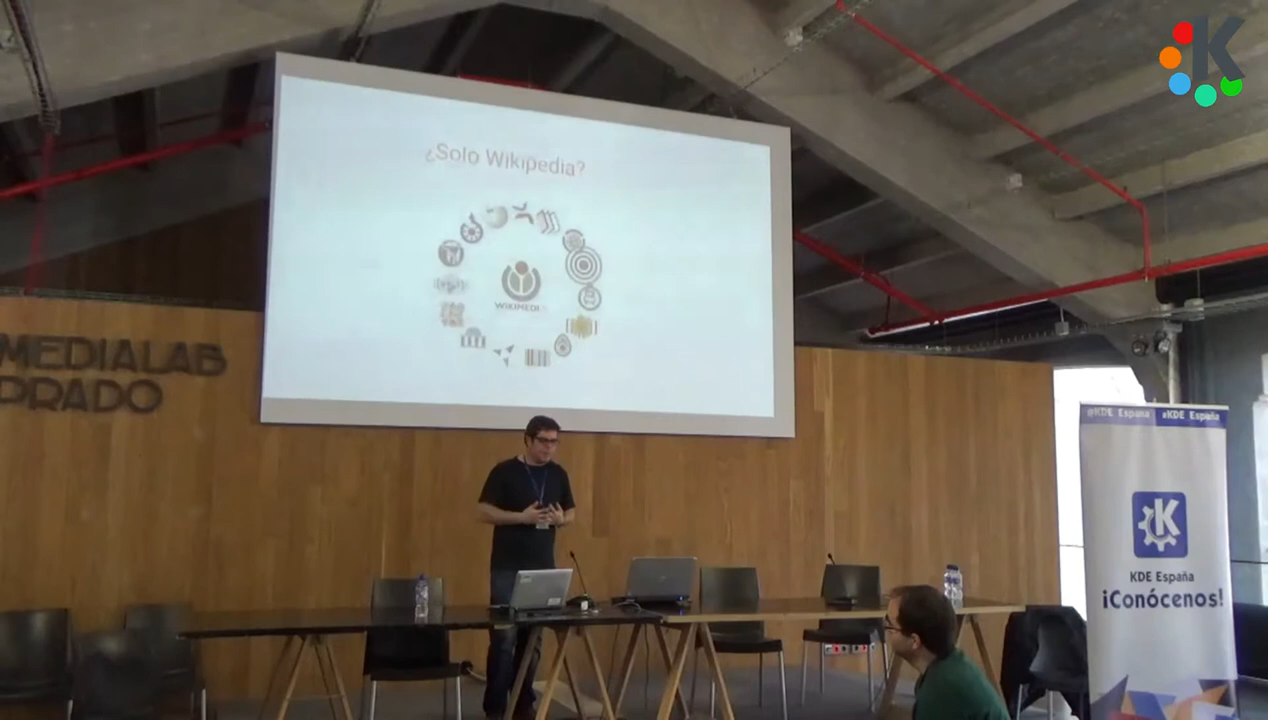 ¿Solo Wikipedia?
WIKIMEDIA
MEDIALAB
PRADO
@KDE España #KDE España
K
KDE España
¡Conócenos!
K